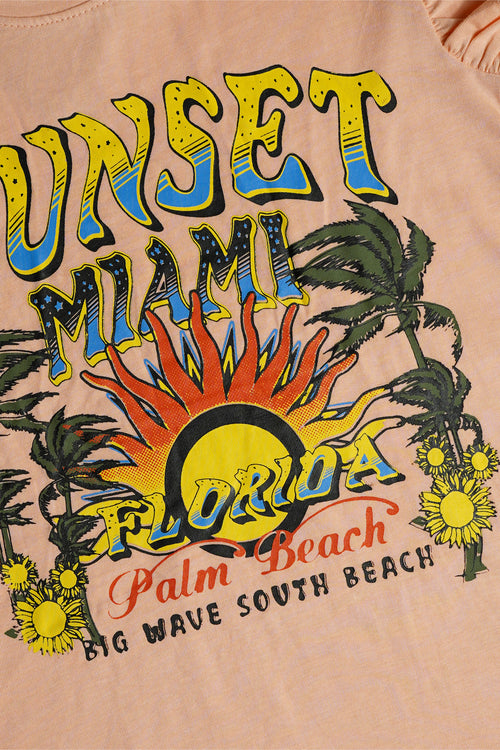 UNSET
MIAMI
FLORIDA
Palm Beach
BIG WAVE SOUTH BEACH